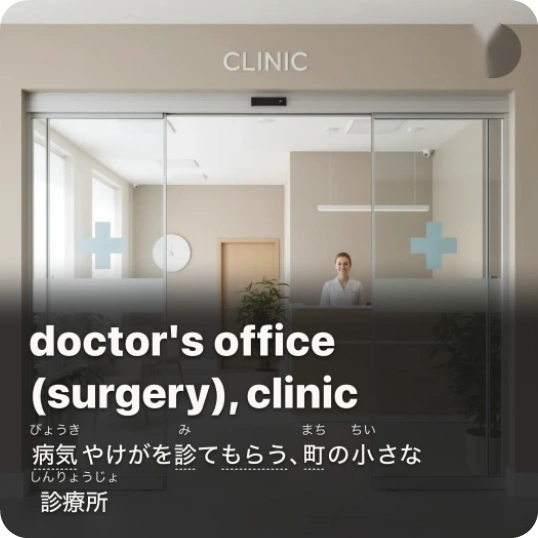 CLINIC
doctor's office
(surgery), clinic
びょうき み まち ちい
病気やけがを診てもらう、町の小さな
しんりょうじょ
診療所